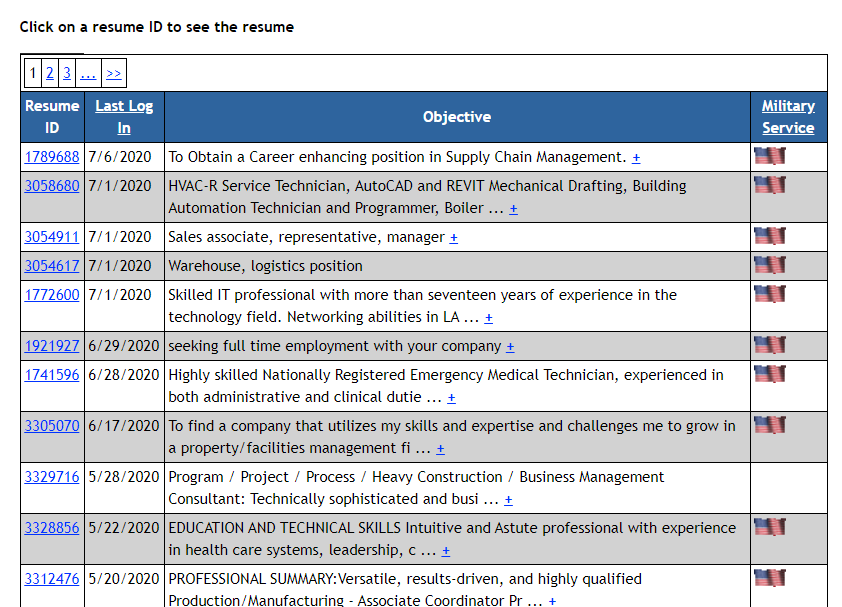 Click on a resume ID to see the resume
1 2 3 ... >>
Resume ID Last Log In Objective Military Service
1789688 7/6/2020 To Obtain a Career enhancing position in Supply Chain Management. +
3058680 7/1/2020 HVAC-R Service Technician, AutoCAD and REVIT Mechanical Drafting, Building
Automation Technician and Programmer, Boiler ... +
3054911 7/1/2020 Sales associate, representative, manager +
3054617 7/1/2020 Warehouse, logistics position
1772600 7/1/2020 Skilled IT professional with more than seventeen years of experience in the
technology field. Networking abilities in LA ... +
1921927 6/29/2020 seeking full time employment with your company +
1741596 6/28/2020 Highly skilled Nationally Registered Emergency Medical Technician, experienced in
both administrative and clinical dutie ... +
3305070 6/17/2020 To find a company that utilizes my skills and expertise and challenges me to grow in
a property/facilities management fi ... +
3329716 5/28/2020 Program / Project / Process / Heavy Construction / Business Management
Consultant: Technically sophisticated and busi ... +
3328856 5/22/2020 EDUCATION AND TECHNICAL SKILLS Intuitive and Astute professional with experience
in health care systems, leadership, c ... +
3312476 5/20/2020 PROFESSIONAL SUMMARY:Versatile, results-driven, and highly qualified
Production/Manufacturing - Associate Coordinator Pr ... +